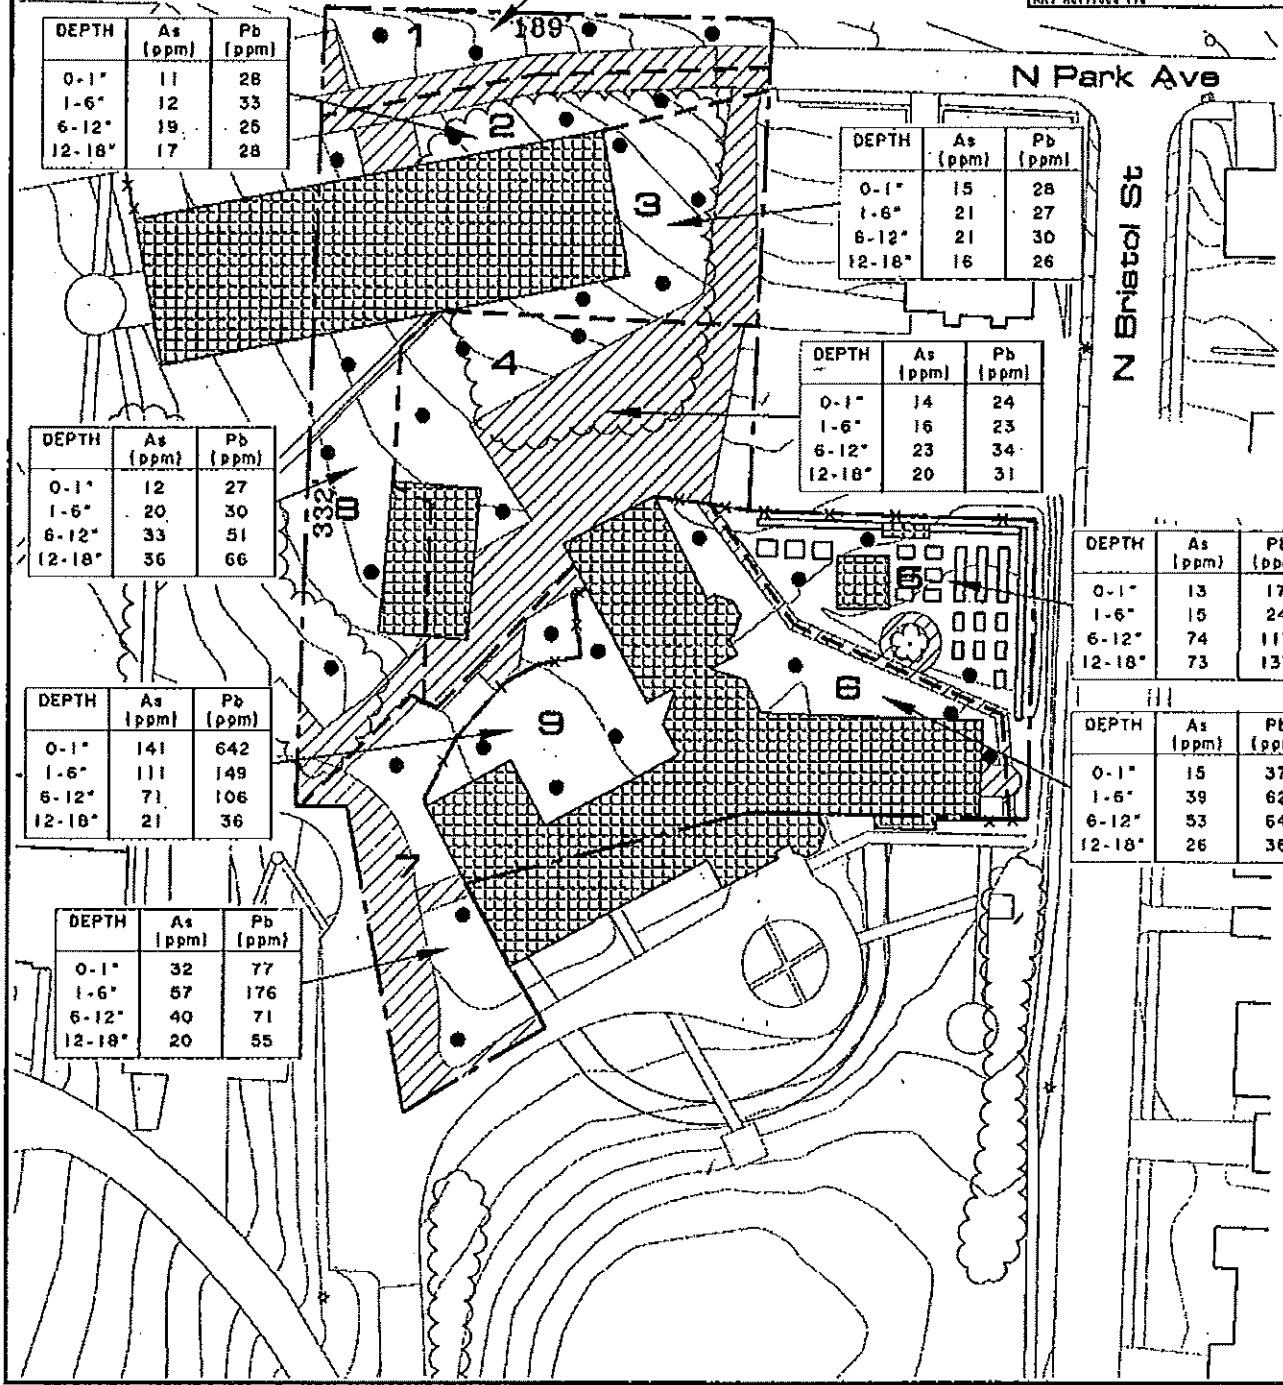 189'
1
N Park Ave
DEPTH As (ppm) Pb (ppm)
0-1" 11 28
1-6" 12 33
6-12" 19 25
12-18" 17 28
2
DEPTH As (ppm) Pb (ppm)
0-1" 15 28
1-6" 21 27
6-12" 21 30
12-18" 16 26
3
N Bristol St
4
DEPTH As (ppm) Pb (ppm)
0-1" 14 24
1-6" 16 23
6-12" 23 34
12-18" 20 31
DEPTH As (ppm) Pb (ppm)
0-1" 12 27
1-6" 20 30
6-12" 33 51
12-18" 36 66
332
8
5
DEPTH As (ppm)
0-1" 13 17
1-6" 15 24
6-12" 74 11
12-18" 73 13
6
DEPTH As (ppm)
0-1" 15 37
1-6" 39 62
6-12" 53 64
12-18" 26 36
DEPTH As (ppm) Pb (ppm)
0-1" 141 642
1-6" 111 149
6-12" 71 106
12-18" 21 36
9
7
DEPTH As (ppm) Pb (ppm)
0-1" 32 77
1-6" 57 176
6-12" 40 71
12-18" 20 55